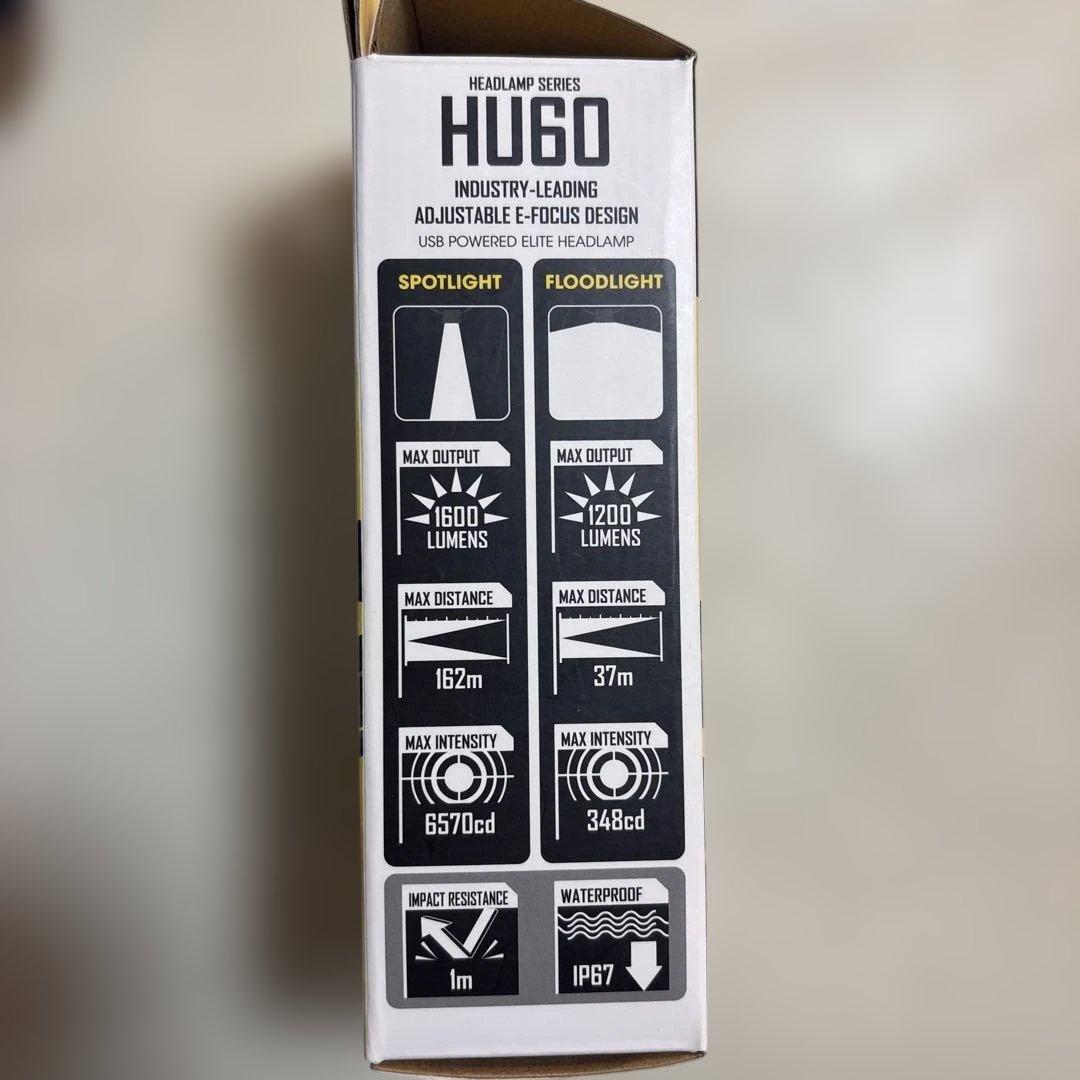 HEADLAMP SERIES
HU60
INDUSTRY-LEADING
ADJUSTABLE E-FOCUS DESIGN
USB POWERED ELITE HEADLAMP
SPOTLIGHT
MAX OUTPUT
1600
LUMENS
MAX DISTANCE
162m
MAX INTENSITY
6570cd
FLOODLIGHT
MAX OUTPUT
1200
LUMENS
MAX DISTANCE
37m
MAX INTENSITY
348cd
IMPACT RESISTANCE
1m
WATERPROOF
IP67